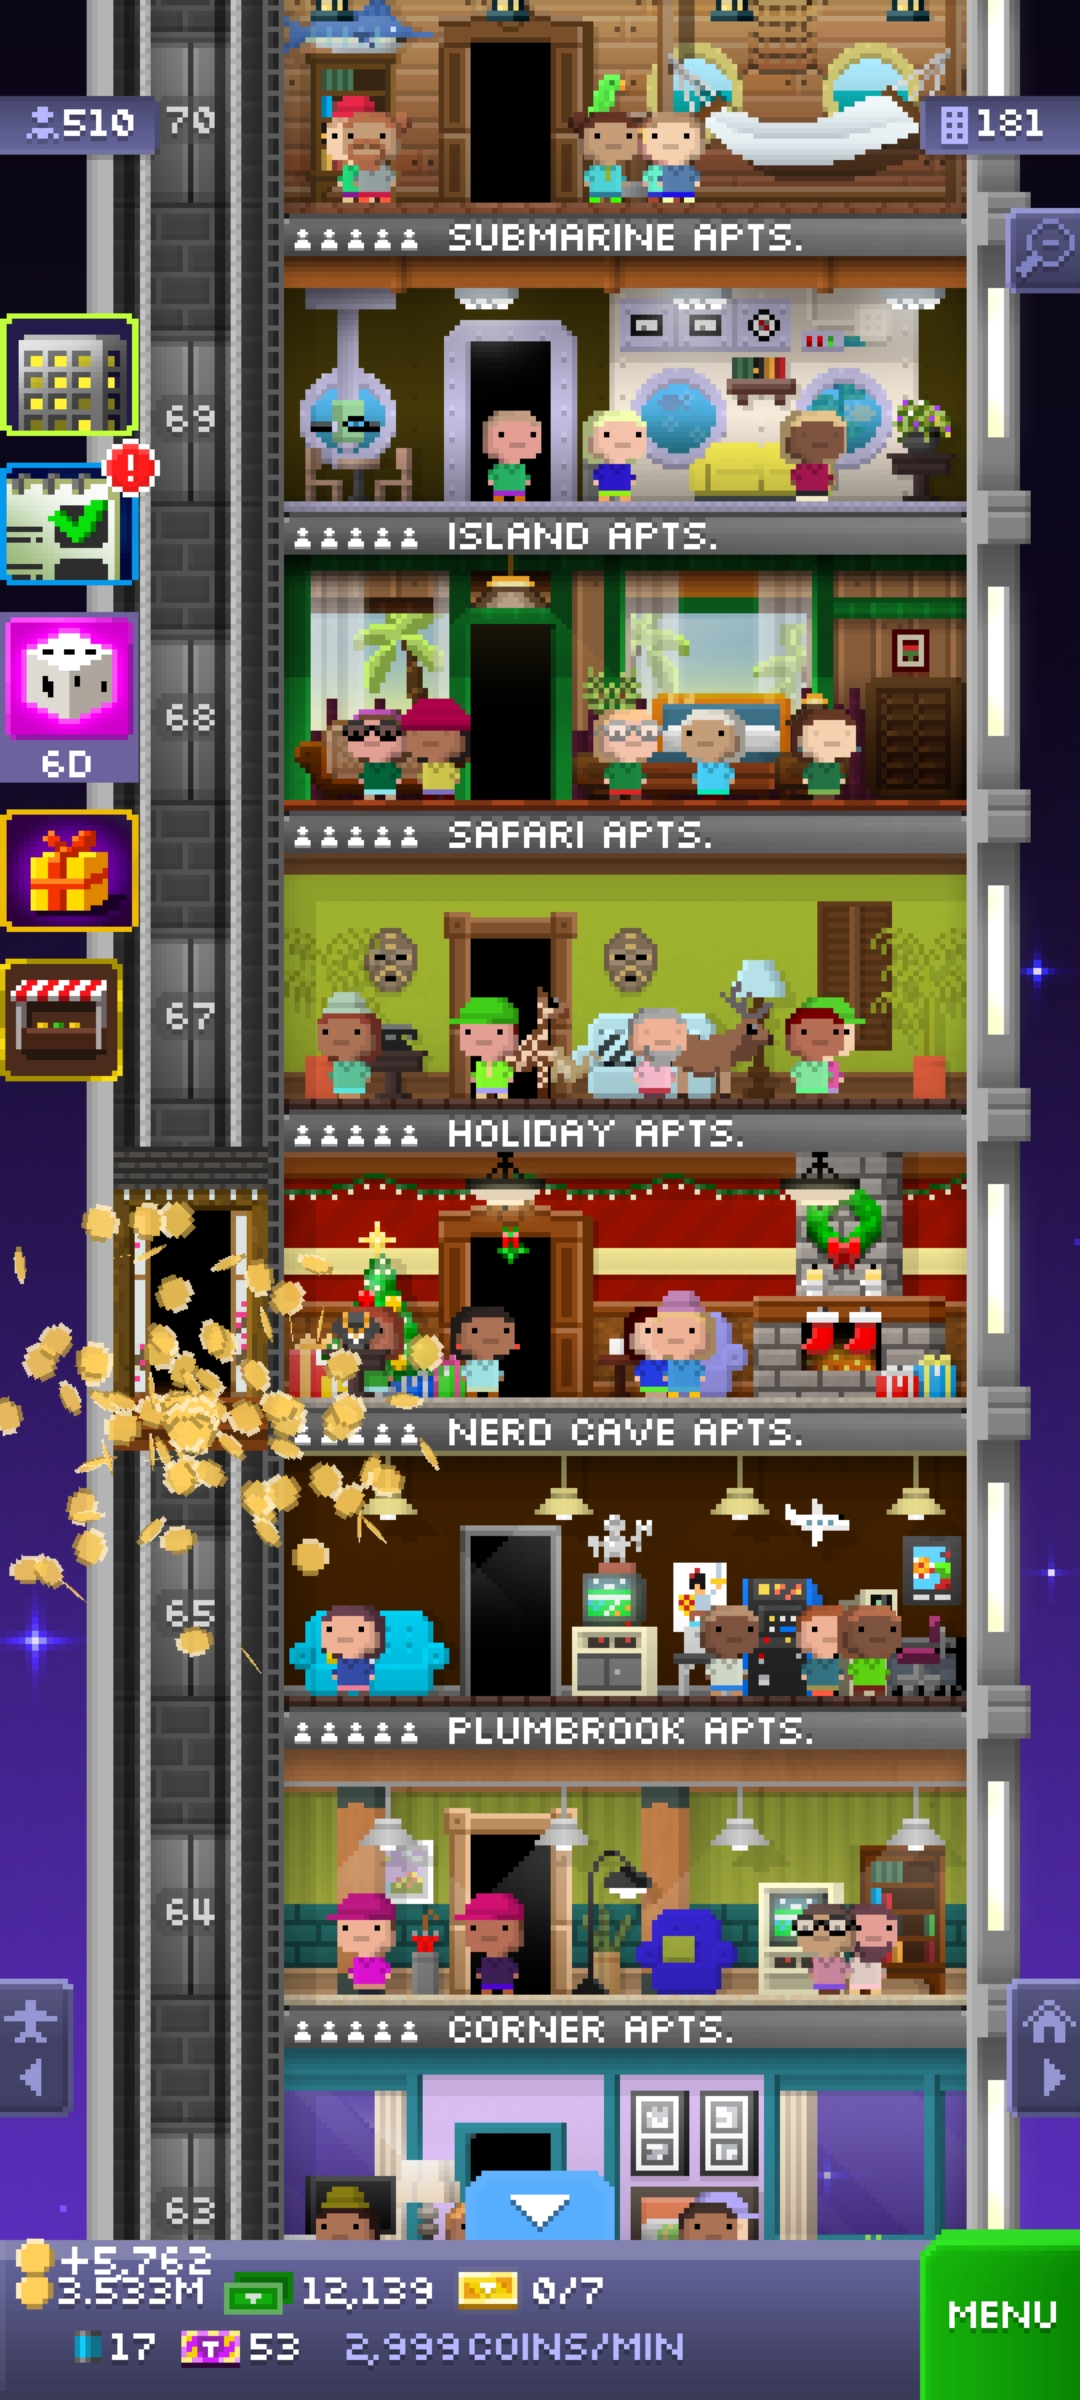 510
70
181
SUBMARINE APTS.
69
ISLAND APTS.
68
6D
SAFARI APTS.
67
HOLIDAY APTS.
NERD CAVE APTS.
65
PLUMBROOK APTS.
64
CORNER APTS.
63
+5,762
3.533M 12,139 0/7
MENU
17 T 53 2,999 COINS/MIN